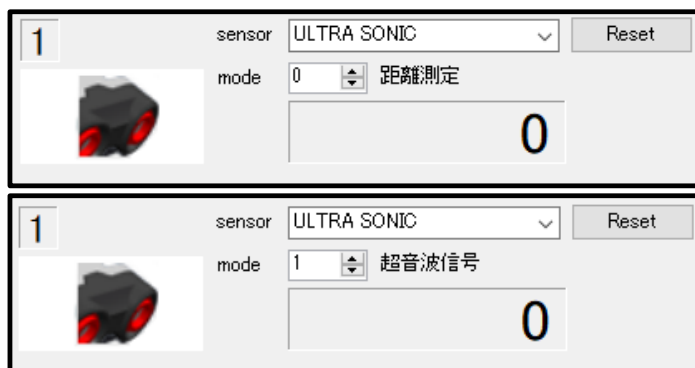 1 sensor ULTRA SONIC Reset
mode 0 距離測定
0
1 sensor ULTRA SONIC Reset
mode 1 超音波信号
0